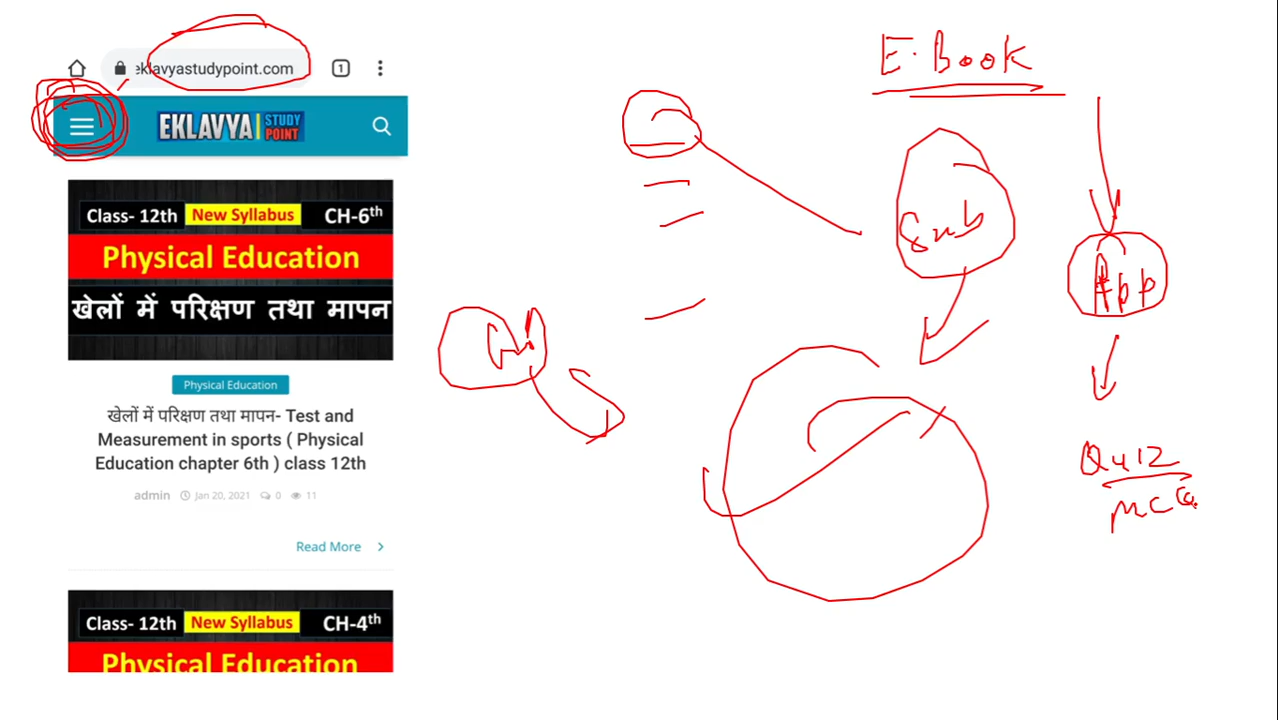 eklavyastudypoint.com
1
EKLAVYA STUDY POINT
Class- 12th New Syllabus CH-6th
Physical Education
खेलों में परिक्षण तथा मापन
Physical Education
खेलों में परिक्षण तथा मापन- Test and
Measurement in sports ( Physical
Education chapter 6th ) class 12th
admin Jan 20, 2021 0 11
Read More
Class- 12th New Syllabus CH-4th
Physical Education
E-Book
Sub
App
Quiz
MCQ